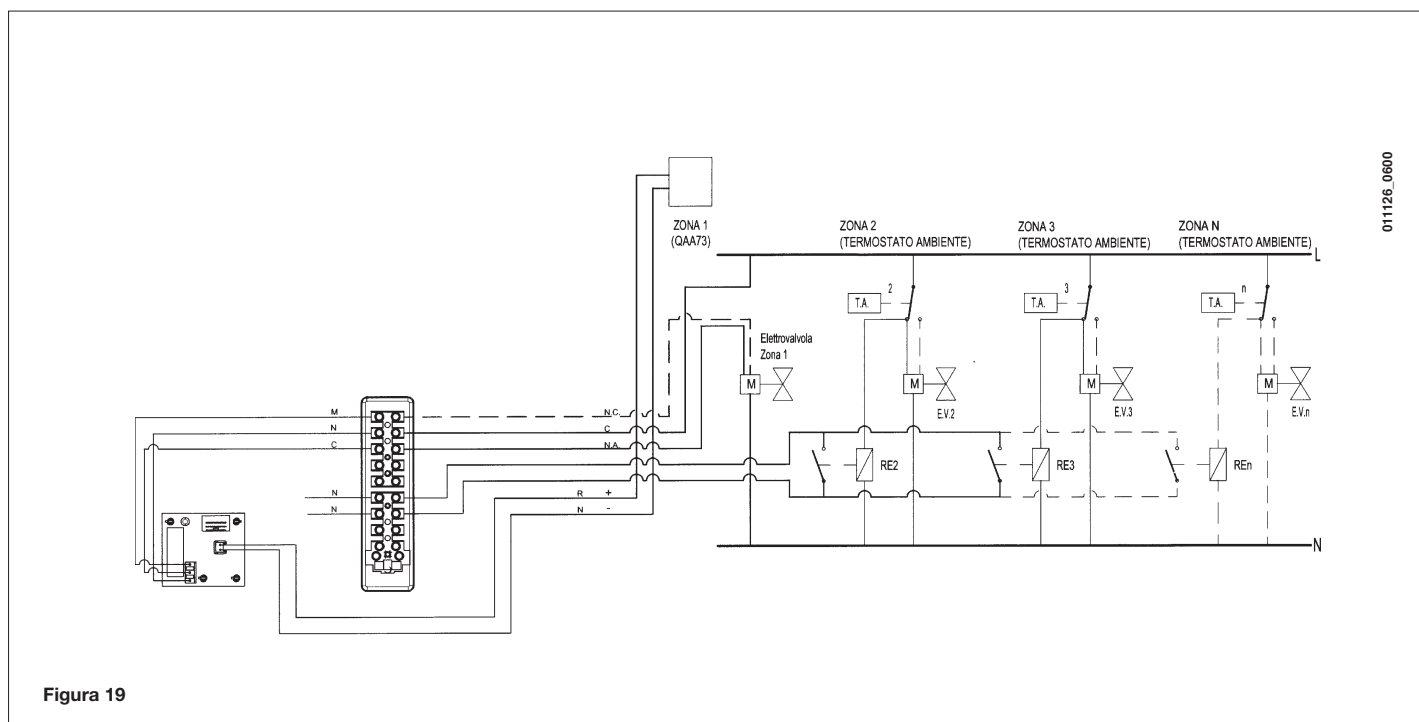 011126_0600
ZONA 1
(QAA73)
ZONA 2
(TERMOSTATO AMBIENTE)
ZONA 3
(TERMOSTATO AMBIENTE)
ZONA N
(TERMOSTATO AMBIENTE)
L
2
T.A.
3
T.A.
n
T.A.
Elettrovalvola
Zona 1
M
M
E.V.2
M
E.V.3
M
E.V.n
M
N.C.
N
C
C
N.A.
RE2
RE3
REn
N
R +
N
N -
N
Figura 19